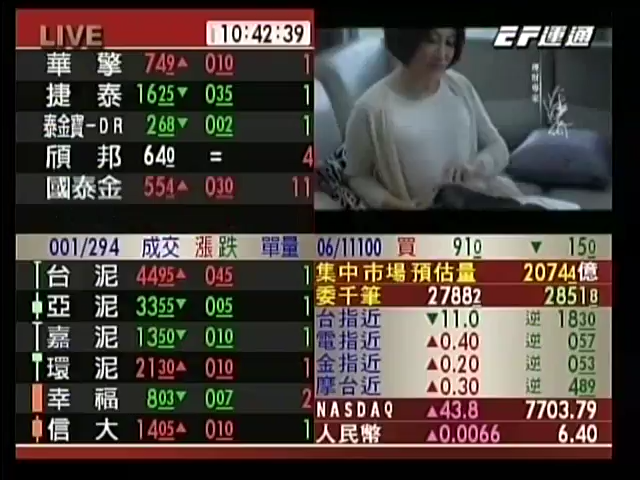 LIVE 10:42:39
華擎 749▲ 010 1
捷泰 1625▼ 035 1
泰金寶-DR 268▼ 002 1
頎邦 640 = 4
國泰金 554▲ 030 11
運通
理財專家
001/294 成交 漲跌 單量
台泥 4495▲ 045 1
亞泥 3355▼ 005 1
嘉泥 1350▼ 010 1
環泥 2130▲ 010 1
幸福 803▼ 007 2
信大 1405▲ 010 1
06/11100 買 910 ▼ 150
集中市場預估量 20744億
委千筆 27882 28518
台指近 ▼11.0 逆 1830
電指近 ▲0.40 逆 057
金指近 ▲0.20 逆 053
摩台近 ▲0.30 逆 489
NASDAQ ▲43.8 7703.79
人民幣 ▲0.0066 6.40